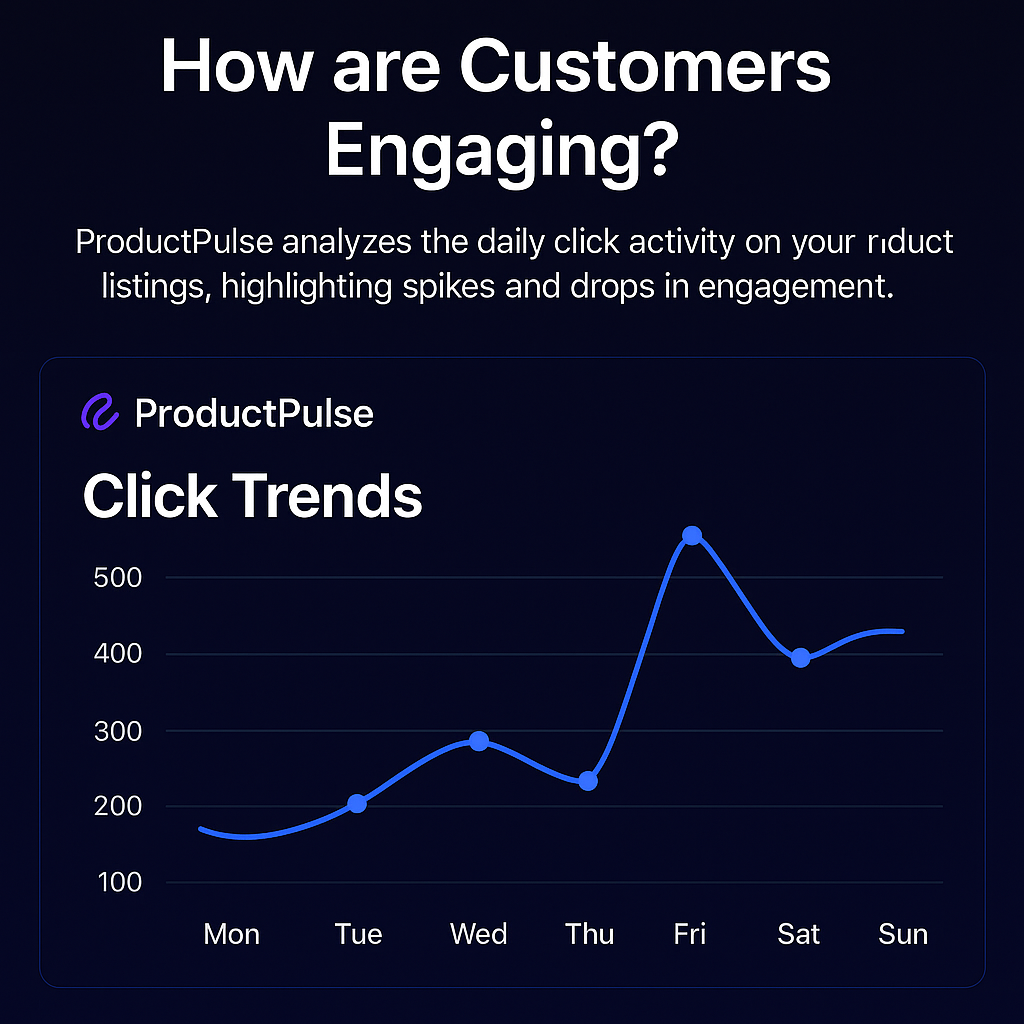 How are Customers
Engaging?
ProductPulse analyzes the daily click activity on your rıduct
listings, highlighting spikes and drops in engagement.
ProductPulse
Click Trends
500
400
300
200
100
Mon Tue Wed Thu Fri Sat Sun